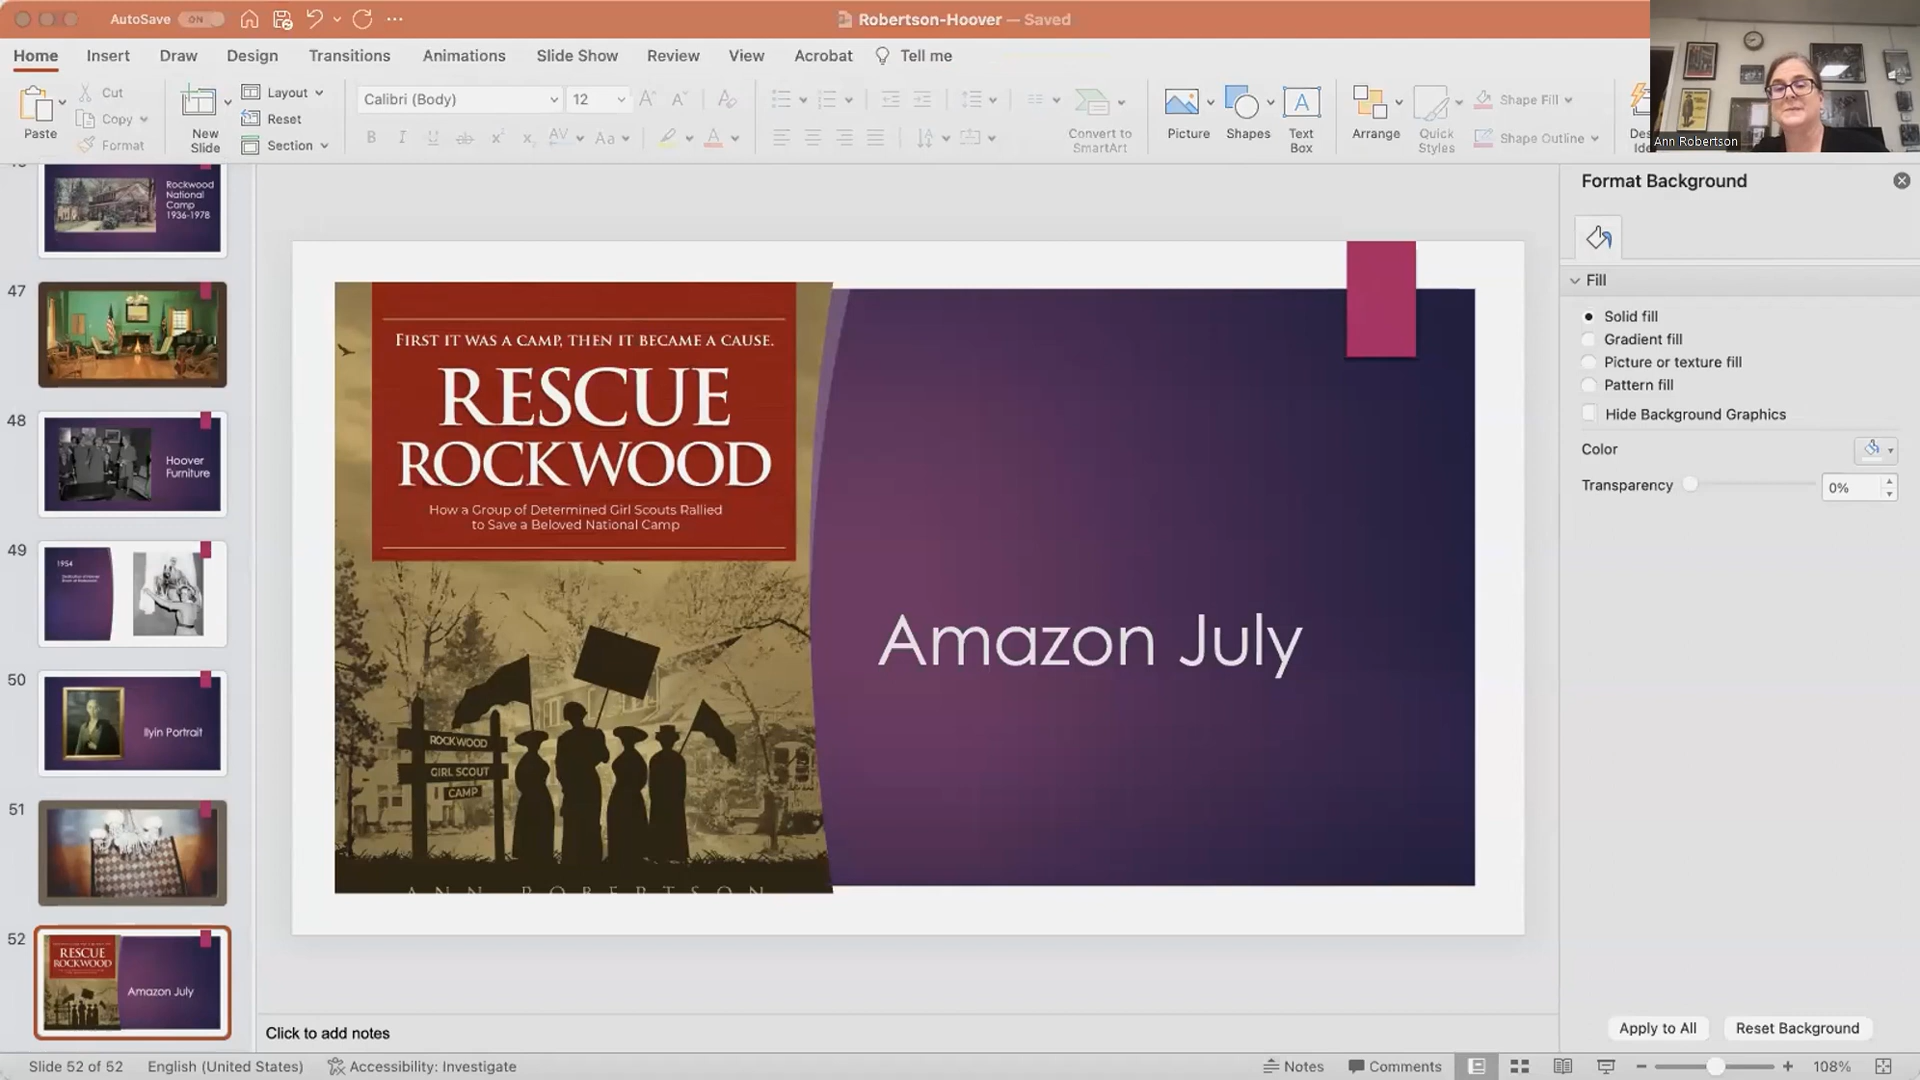 AutoSave ON
Robertson-Hoover — Saved
Home Insert Draw Design Transitions Animations Slide Show Review View Acrobat Tell me
Paste
Cut
Copy
Format
New
Slide
Layout
Reset
Section
Calibri (Body)
12
Convert to
SmartArt
Picture
Shapes
Text
Box
Arrange
Quick
Styles
Shape Fill
Shape Outline
Ann Robertson
Rockwood
National
Camp
1936-1978
47
48
Hoover
Furniture
49
1954
50
Ilyin Portrait
51
52
RESCUE
ROCKWOOD
Amazon July
FIRST IT WAS A CAMP, THEN IT BECAME A CAUSE.
RESCUE
ROCKWOOD
How a Group of Determined Girl Scouts Rallied
to Save a Beloved National Camp
ROCKWOOD
GIRL SCOUT
CAMP
ANN ROBERTSON
Amazon July
Format Background
Fill
Solid fill
Gradient fill
Picture or texture fill
Pattern fill
Hide Background Graphics
Color
Transparency 0%
Apply to All
Reset Background
Click to add notes
Slide 52 of 52
English (United States)
Accessibility: Investigate
Notes
Comments
108%